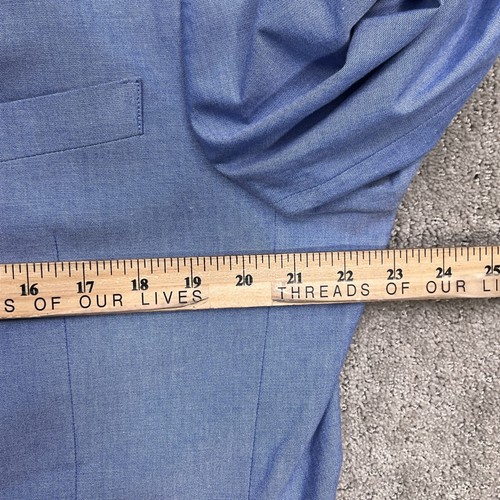 16 17 18 19 20 21 22 23 24 25
S OF OUR LIVES THREADS OF OUR LI